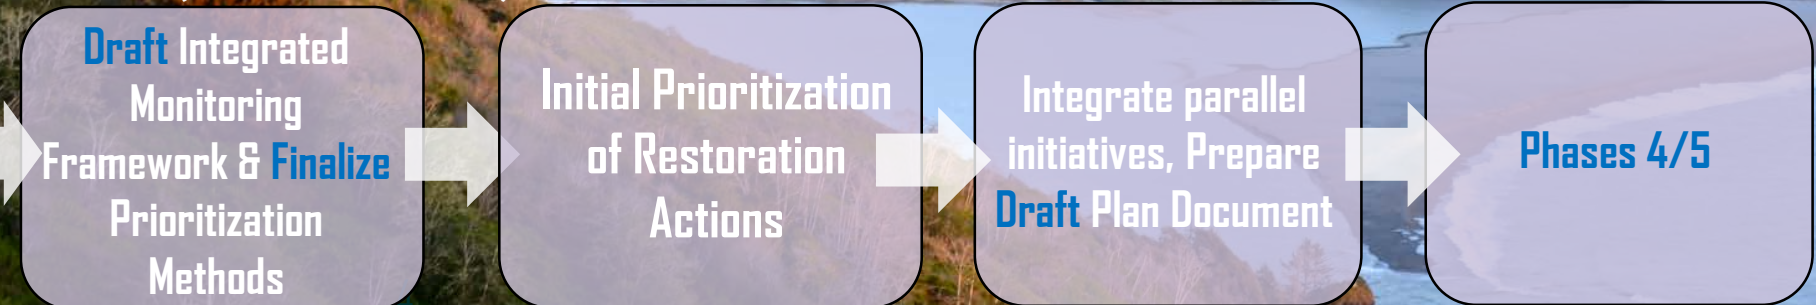 Draft Integrated
Monitoring
Framework & Finalize
Prioritization
Methods
Initial Prioritization
of Restoration
Actions
Integrate parallel
initiatives, Prepare
Draft Plan Document
Phases 4/5